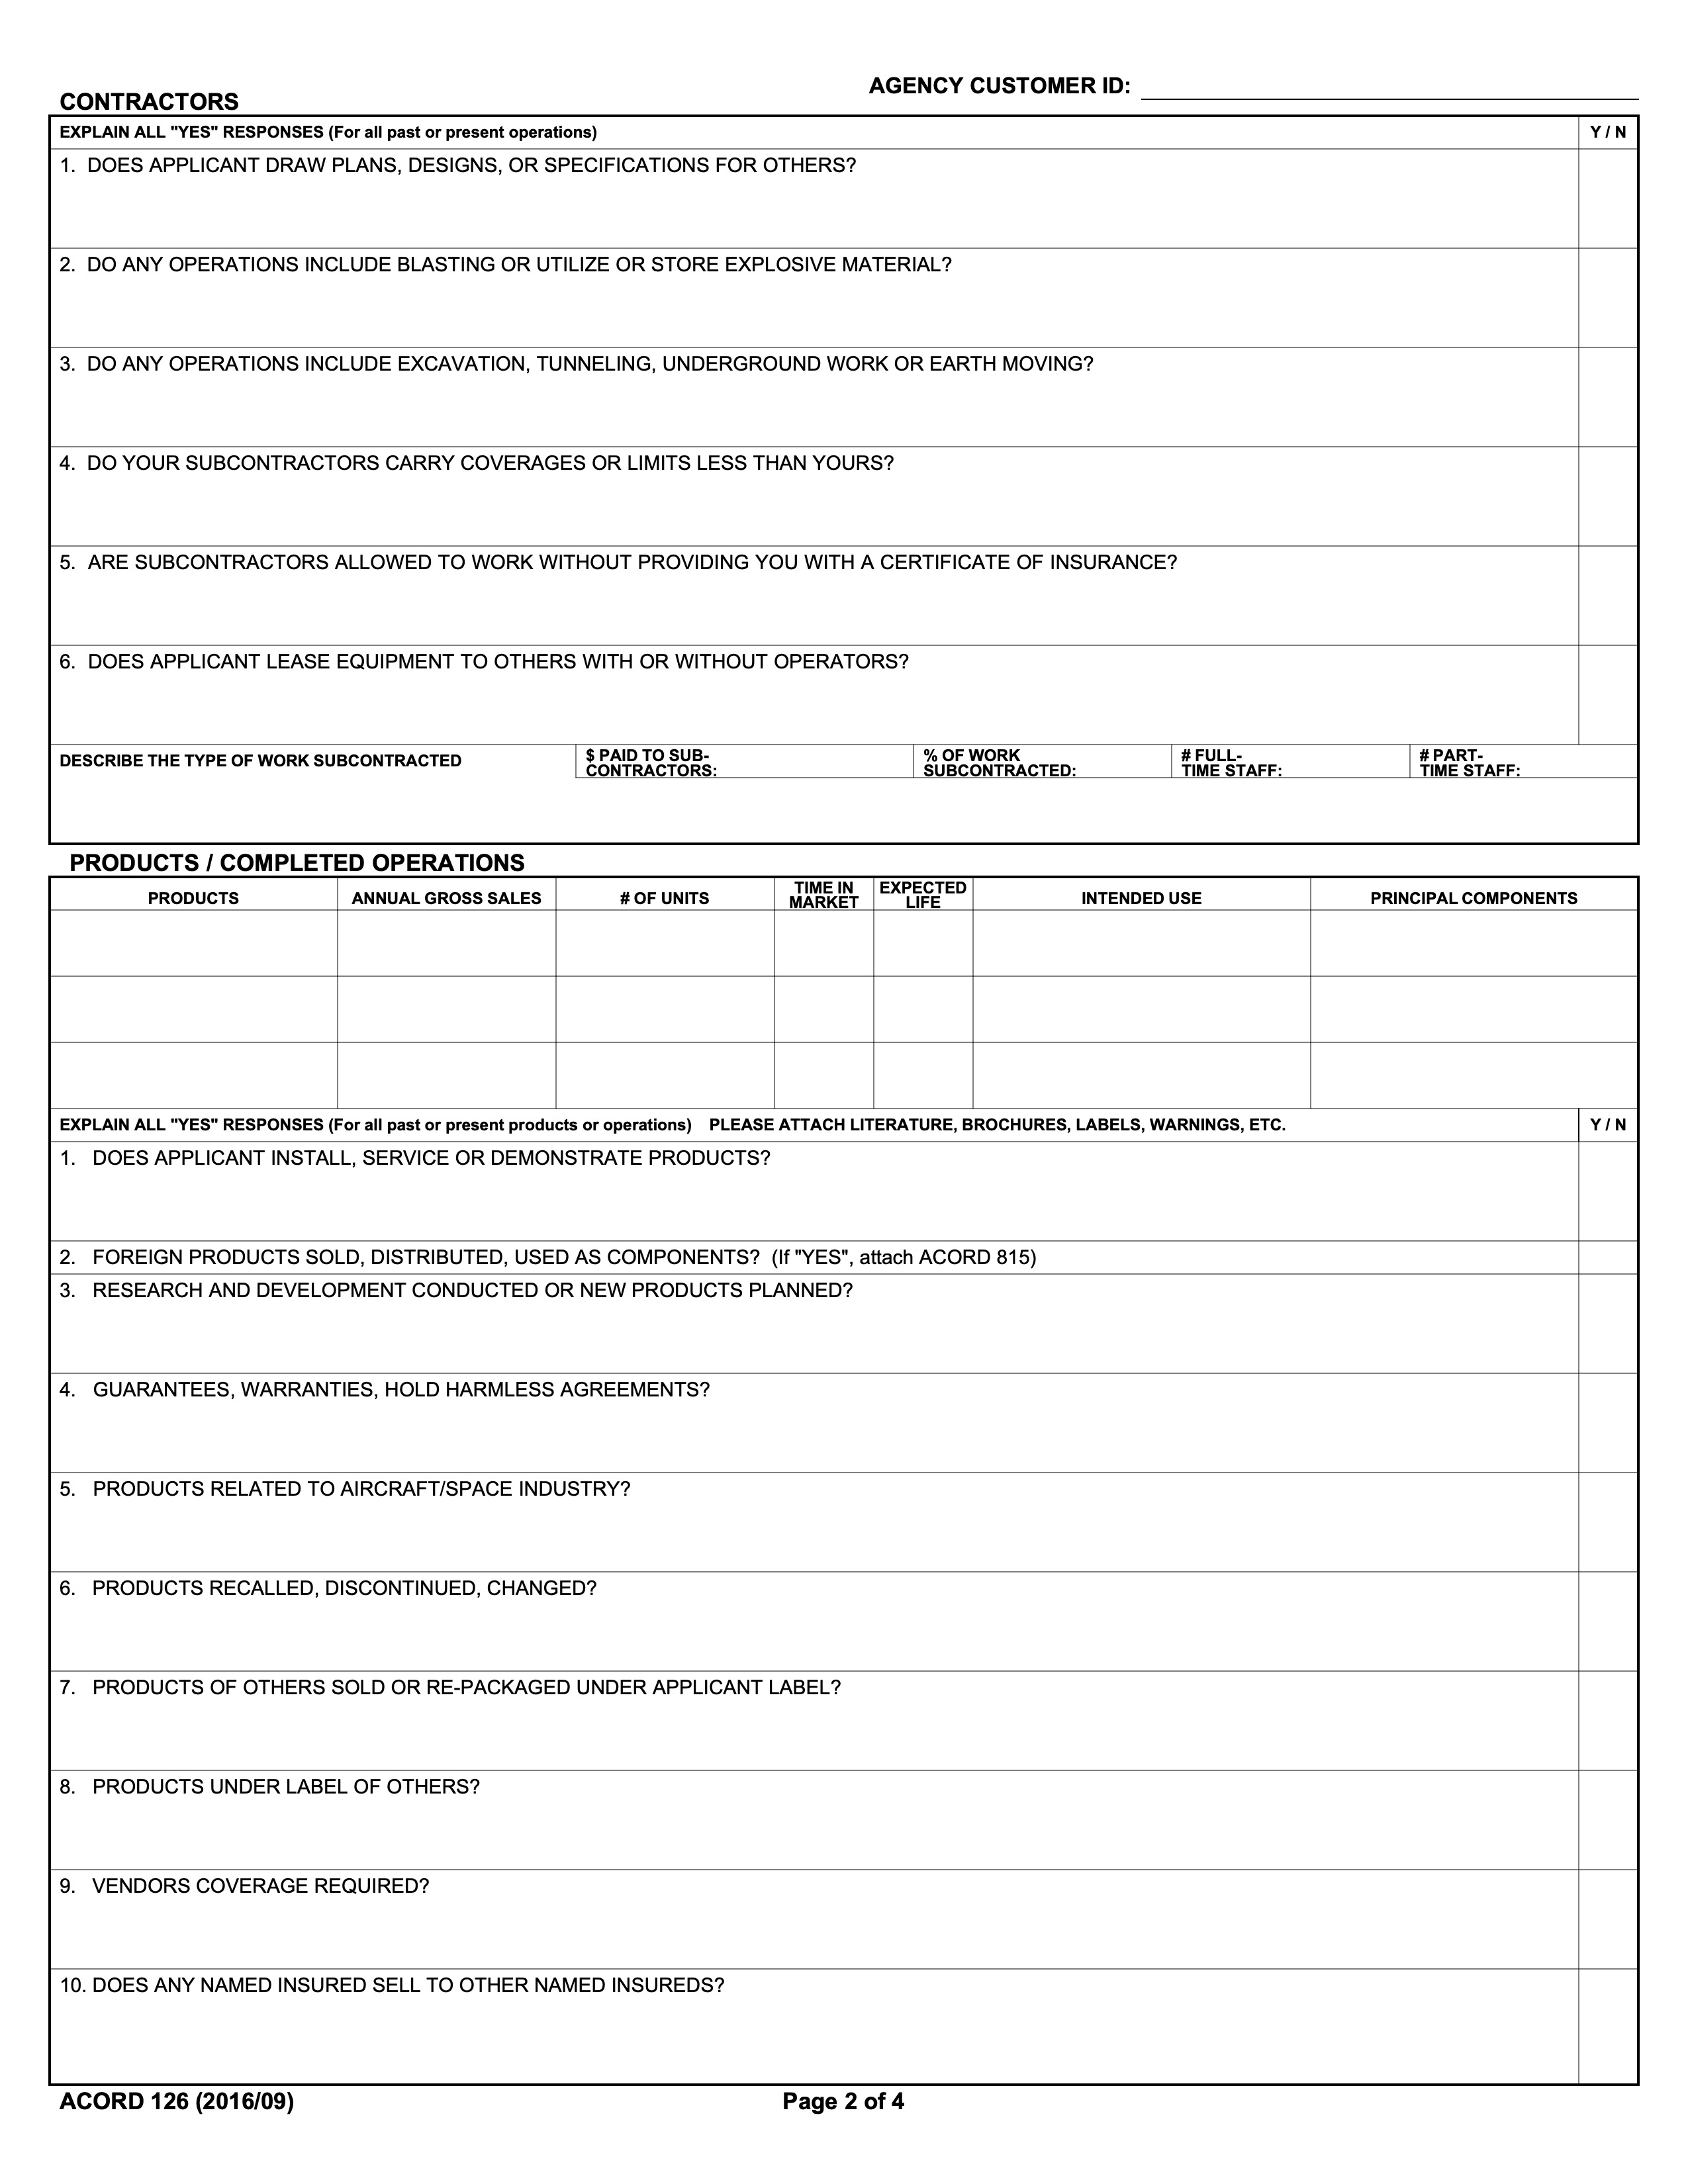 AGENCY CUSTOMER ID:
CONTRACTORS
EXPLAIN ALL "YES" RESPONSES (For all past or present operations) Y / N
1. DOES APPLICANT DRAW PLANS, DESIGNS, OR SPECIFICATIONS FOR OTHERS?
2. DO ANY OPERATIONS INCLUDE BLASTING OR UTILIZE OR STORE EXPLOSIVE MATERIAL?
3. DO ANY OPERATIONS INCLUDE EXCAVATION, TUNNELING, UNDERGROUND WORK OR EARTH MOVING?
4. DO YOUR SUBCONTRACTORS CARRY COVERAGES OR LIMITS LESS THAN YOURS?
5. ARE SUBCONTRACTORS ALLOWED TO WORK WITHOUT PROVIDING YOU WITH A CERTIFICATE OF INSURANCE?
6. DOES APPLICANT LEASE EQUIPMENT TO OTHERS WITH OR WITHOUT OPERATORS?
DESCRIBE THE TYPE OF WORK SUBCONTRACTED
$ PAID TO SUB-
CONTRACTORS:
% OF WORK
SUBCONTRACTED:
# FULL-
TIME STAFF:
# PART-
TIME STAFF:
PRODUCTS / COMPLETED OPERATIONS
PRODUCTS
ANNUAL GROSS SALES
# OF UNITS
TIME IN
MARKET
EXPECTED
LIFE
INTENDED USE
PRINCIPAL COMPONENTS
EXPLAIN ALL "YES" RESPONSES (For all past or present products or operations) PLEASE ATTACH LITERATURE, BROCHURES, LABELS, WARNINGS, ETC. Y / N
1. DOES APPLICANT INSTALL, SERVICE OR DEMONSTRATE PRODUCTS?
2. FOREIGN PRODUCTS SOLD, DISTRIBUTED, USED AS COMPONENTS? (If "YES", attach ACORD 815)
3. RESEARCH AND DEVELOPMENT CONDUCTED OR NEW PRODUCTS PLANNED?
4. GUARANTEES, WARRANTIES, HOLD HARMLESS AGREEMENTS?
5. PRODUCTS RELATED TO AIRCRAFT/SPACE INDUSTRY?
6. PRODUCTS RECALLED, DISCONTINUED, CHANGED?
7. PRODUCTS OF OTHERS SOLD OR RE-PACKAGED UNDER APPLICANT LABEL?
8. PRODUCTS UNDER LABEL OF OTHERS?
9. VENDORS COVERAGE REQUIRED?
10. DOES ANY NAMED INSURED SELL TO OTHER NAMED INSUREDS?
ACORD 126 (2016/09) Page 2 of 4